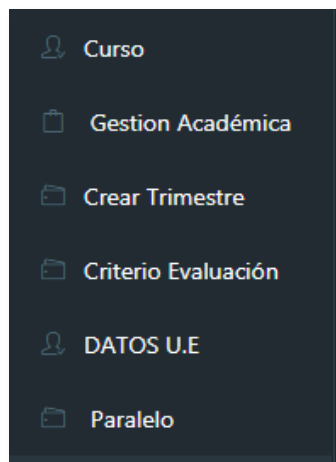 Curso
Gestion Académica
Crear Trimestre
Criterio Evaluación
DATOS U.E
Paralelo